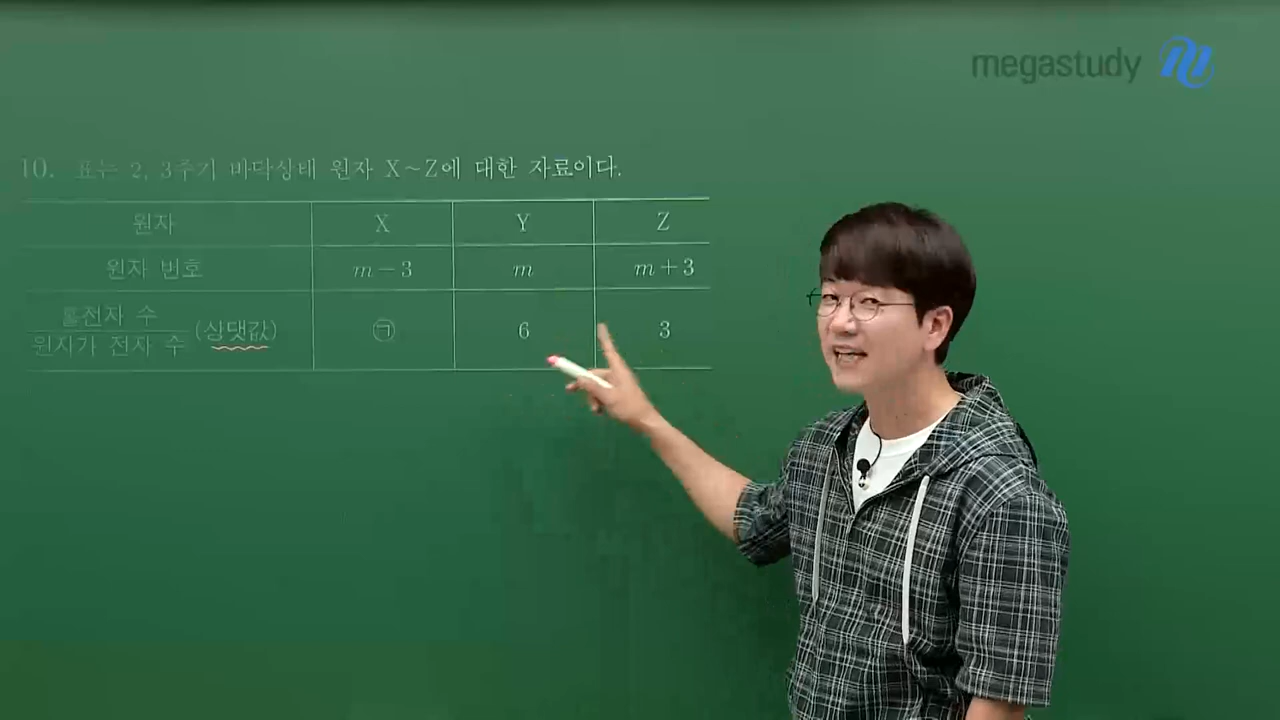 megastudy
10. 표는 2, 3주기 바닥상태 원자 X~Z에 대한 자료이다.
원자 X Y Z
원자 번호 m-3 m m+3
홀전자 수
원자가 전자 수
(상댓값) ㉠ 6 3